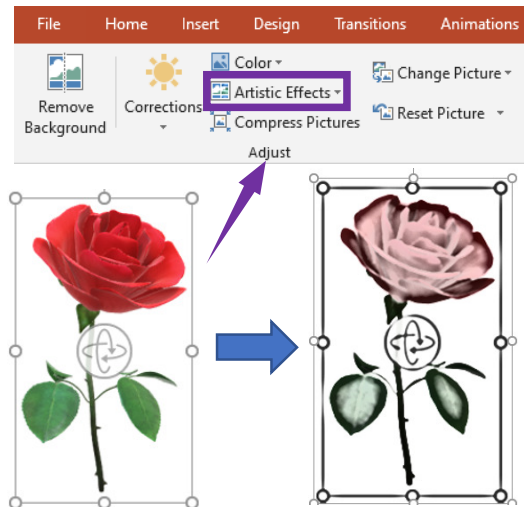 File Home Insert Design Transitions Animations
Color
Artistic Effects
Compress Pictures
Change Picture
Reset Picture
Remove
Background
Corrections
Adjust